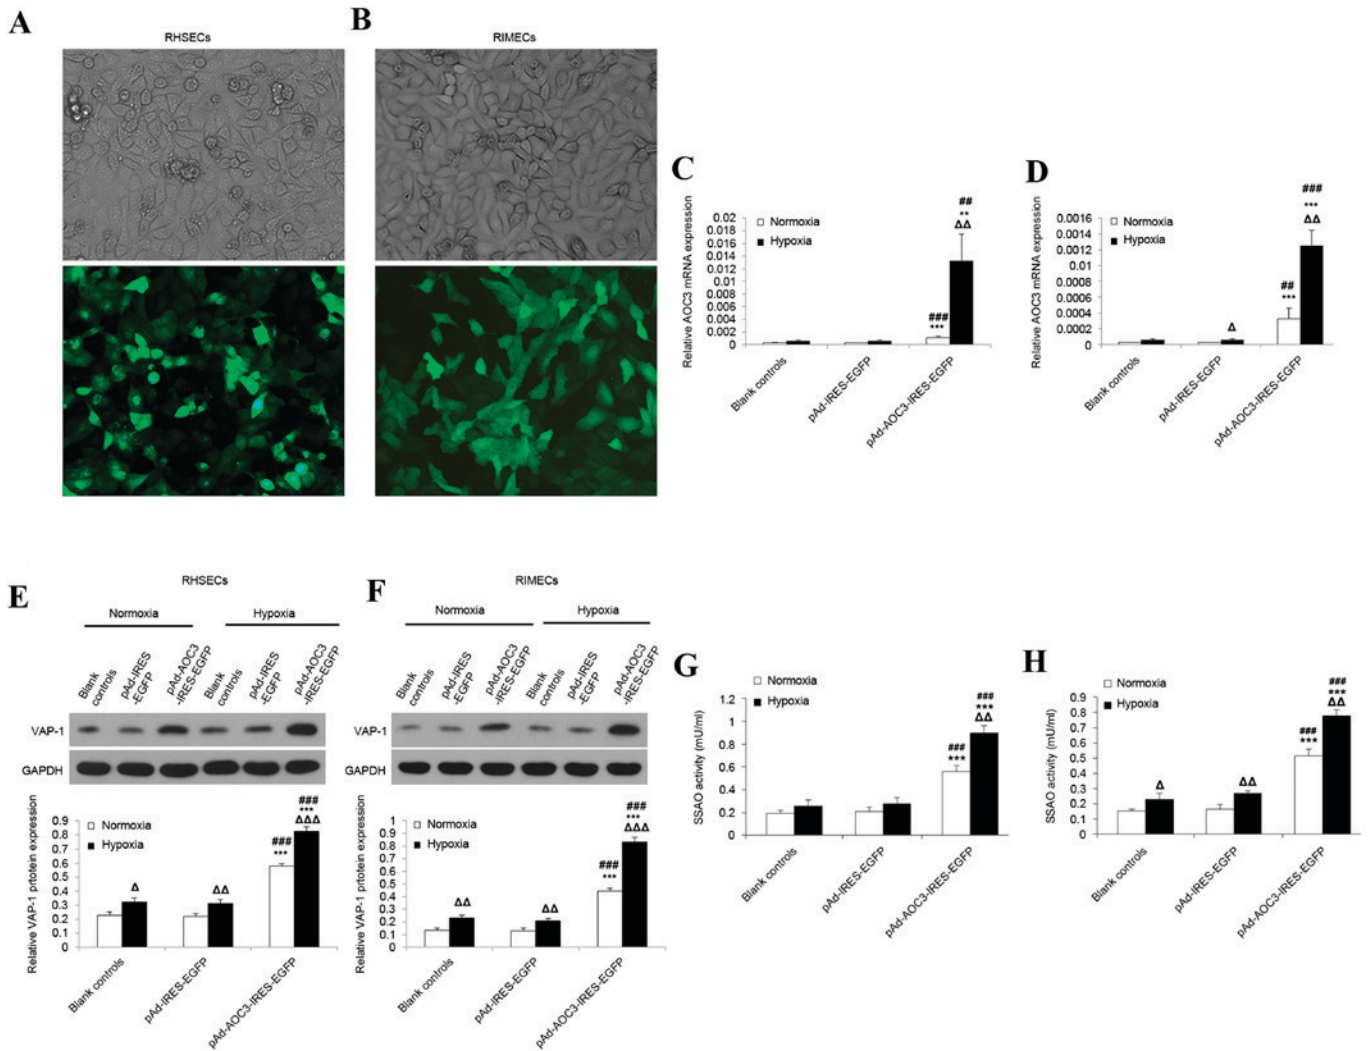 A
RHSECs
B
RIMECs
C
Relative AOC3 mRNA expression
Normoxia
Hypoxia
0.02
0.018
0.016
0.014
0.012
0.01
0.008
0.006
0.004
0.002
0
##
**
ΔΔ
###
***
Blank controls
pAd-IRES-EGFP
pAd-AOC3-IRES-EGFP
D
Relative AOC3 mRNA expression
Normoxia
Hypoxia
0.0016
0.0014
0.0012
0.01
0.0008
0.0006
0.0004
0.0002
0
###
***
ΔΔ
##
***
Δ
Blank controls
pAd-IRES-EGFP
pAd-AOC3-IRES-EGFP
E
RHSECs
Normoxia
Hypoxia
Blank
controls
pAd-IRES
-EGFP
pAd-AOC3
-IRES-EGFP
Blank
controls
pAd-IRES
-EGFP
pAd-AOC3
-IRES-EGFP
VAP-1
GAPDH
Relative VAP-1 prtotein expression
Normoxia
Hypoxia
0.9
0.8
0.7
0.6
0.5
0.4
0.3
0.2
0.1
0
Δ
ΔΔ
###
***
###
***
ΔΔΔ
Blank controls
pAd-IRES-EGFP
pAd-AOC3-IRES-EGFP
F
RIMECs
Normoxia
Hypoxia
Blank
controls
pAd-IRES
-EGFP
pAd-AOC3
-IRES-EGFP
Blank
controls
pAd-IRES
-EGFP
pAd-AOC3
-IRES-EGFP
VAP-1
GAPDH
Relative VAP-1 protein expression
Normoxia
Hypoxia
1
0.9
0.8
0.7
0.6
0.5
0.4
0.3
0.2
0.1
0
ΔΔ
ΔΔ
###
***
###
***
ΔΔΔ
Blank controls
pAd-IRES-EGFP
pAd-AOC3-IRES-EGFP
G
SSAO activity (mU/ml)
Normoxia
Hypoxia
1.2
1
0.8
0.6
0.4
0.2
0
###
***
###
***
ΔΔ
Blank controls
pAd-IRES-EGFP
pAd-AOC3-IRES-EGFP
H
SSAO activity (mU/ml)
Normoxia
Hypoxia
0.9
0.8
0.7
0.6
0.5
0.4
0.3
0.2
0.1
0
Δ
ΔΔ
###
***
###
***
ΔΔ
Blank controls
pAd-IRES-EGFP
pAd-AOC3-IRES-EGFP